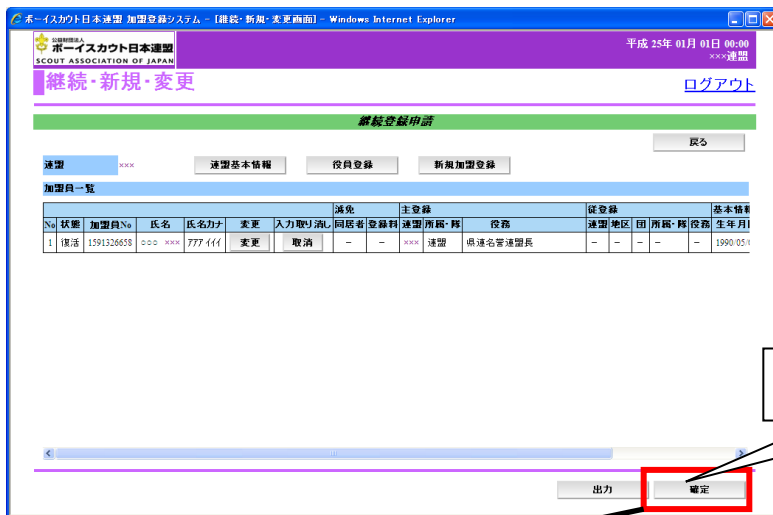 ボーイスカウト日本連盟 加盟登録システム - [継続・新規・変更画面] - Windows Internet Explorer
公益財団法人
ボーイスカウト日本連盟
SCOUT ASSOCIATION OF JAPAN
平成 25年 01月 01日 00:00
×××連盟
継続・新規・変更
ログアウト
継続登録申請
戻る
連盟 ××× 連盟基本情報 役員登録 新規加盟登録
加盟員一覧
減免 主登録 従登録 基本情報
No 状態 加盟員No 氏名 氏名カナ 変更 入力取り消し 同居者 登録料 連盟 所属・隊 役務 連盟 地区 団 所属・隊 役務 生年月
1 復活 1591326658 ○○○ ××× 変更 取消 - - ××× 連盟 県連名誉連盟長 - - - - - 1990/05/
出力 確定